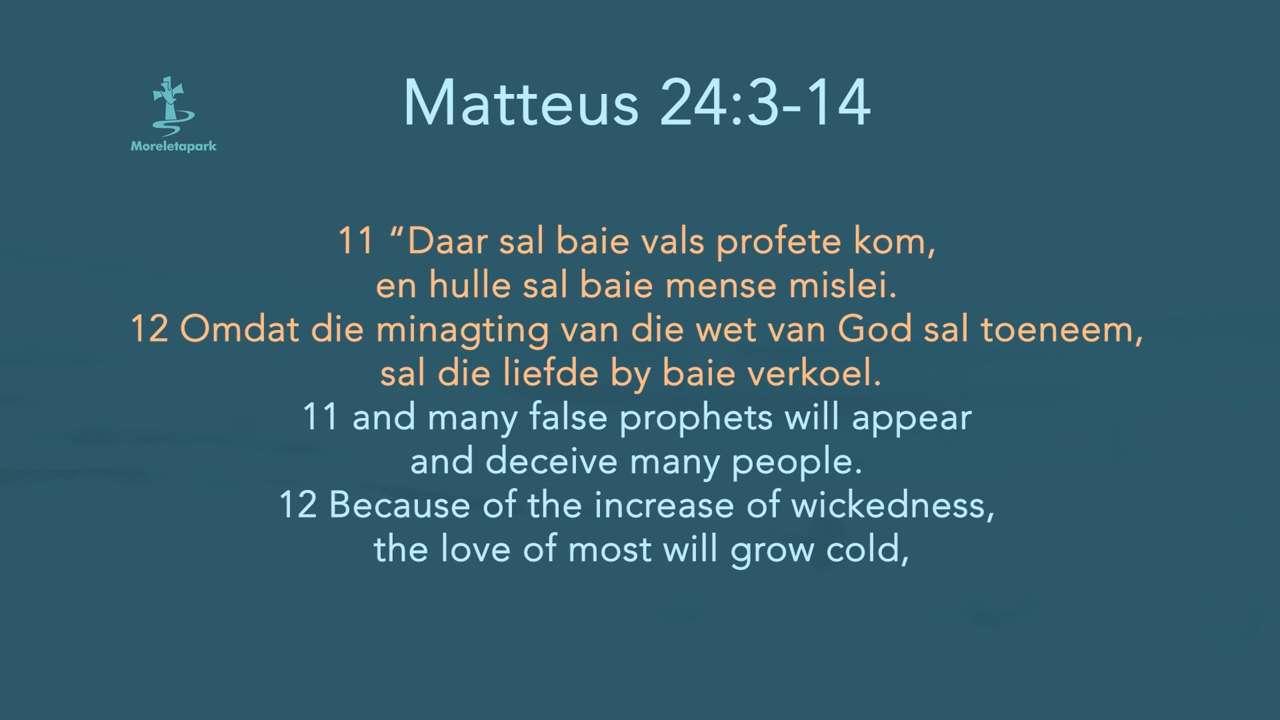 Matteus 24:3-14
Moreletapark
11 “Daar sal baie vals profete kom,
en hulle sal baie mense mislei.
12 Omdat die minagting van die wet van God sal toeneem,
sal die liefde by baie verkoel.
11 and many false prophets will appear
and deceive many people.
12 Because of the increase of wickedness,
the love of most will grow cold,